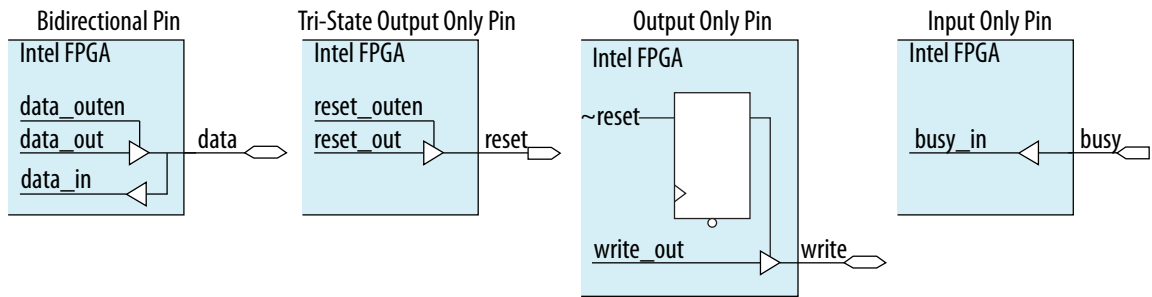 Bidirectional Pin
Intel FPGA
data_outen
data_out
data_in
data
Tri-State Output Only Pin
Intel FPGA
reset_outen
reset_out
reset
Output Only Pin
Intel FPGA
~reset
write_out
write
Input Only Pin
Intel FPGA
busy_in
busy